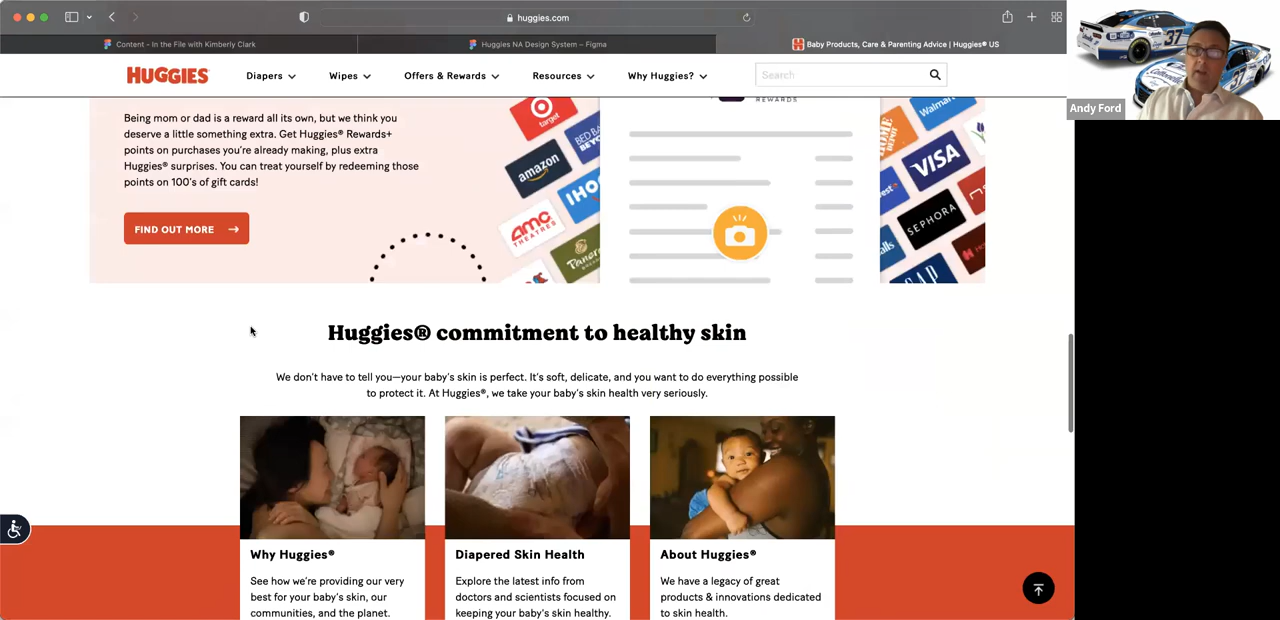 huggies.com
Content - In the File with Kimberly Clark
Huggies NA Design System – Figma
Baby Products, Care & Parenting Advice | Huggies® US
HUGGIES
Diapers
Wipes
Offers & Rewards
Resources
Why Huggies?
Search
37
37
Andy Ford
REWARDS
Being mom or dad is a reward all its own, but we think you
deserve a little something extra. Get Huggies® Rewards+
points on purchases you're already making, plus extra
Huggies® surprises. You can treat yourself by redeeming those
points on 100's of gift cards!
FIND OUT MORE
target
BED BA
amazon
IHO
amc
THEATRES
Panera
Walmart
VISA
SEPHORA
GAP
Huggies® commitment to healthy skin
We don't have to tell you—your baby's skin is perfect. It's soft, delicate, and you want to do everything possible
to protect it. At Huggies®, we take your baby's skin health very seriously.
Why Huggies®
See how we're providing our very
best for your baby's skin, our
communities, and the planet.
Diapered Skin Health
Explore the latest info from
doctors and scientists focused on
keeping your baby's skin healthy.
About Huggies®
We have a legacy of great
products & innovations dedicated
to skin health.